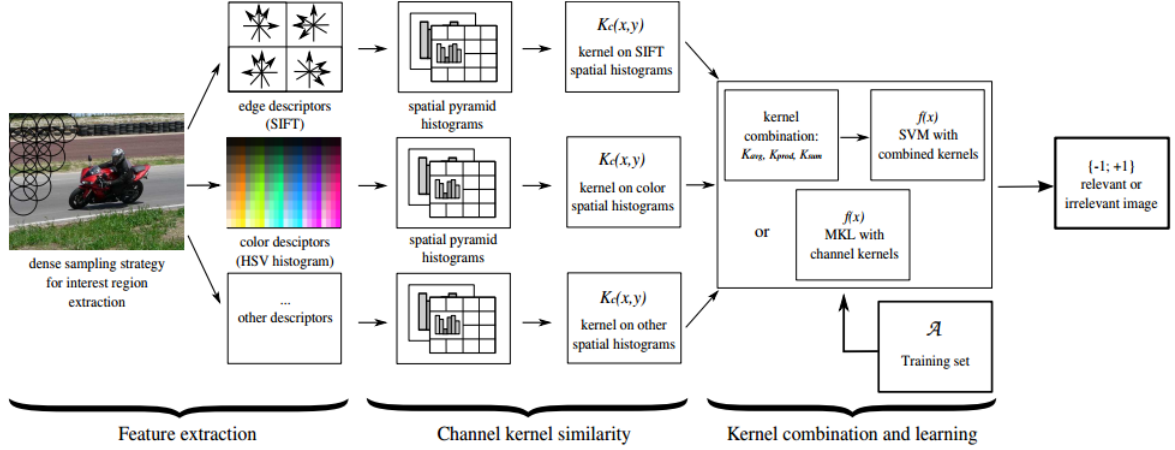 dense sampling strategy
for interest region
extraction
edge descriptors
(SIFT)
color desciptors
(HSV histogram)
...
other descriptors
spatial pyramid
histograms
spatial pyramid
histograms
Kc(x,y)
kernel on SIFT
spatial histograms
Kc(x,y)
kernel on color
spatial histograms
Kc(x,y)
kernel on other
spatial histograms
kernel
combination:
Kavg, Kprod, Ksum
f(x)
SVM with
combined kernels
or
f(x)
MKL with
channel kernels
A
Training set
{-1; +1}
relevant or
irrelevant image
Feature extraction
Channel kernel similarity
Kernel combination and learning